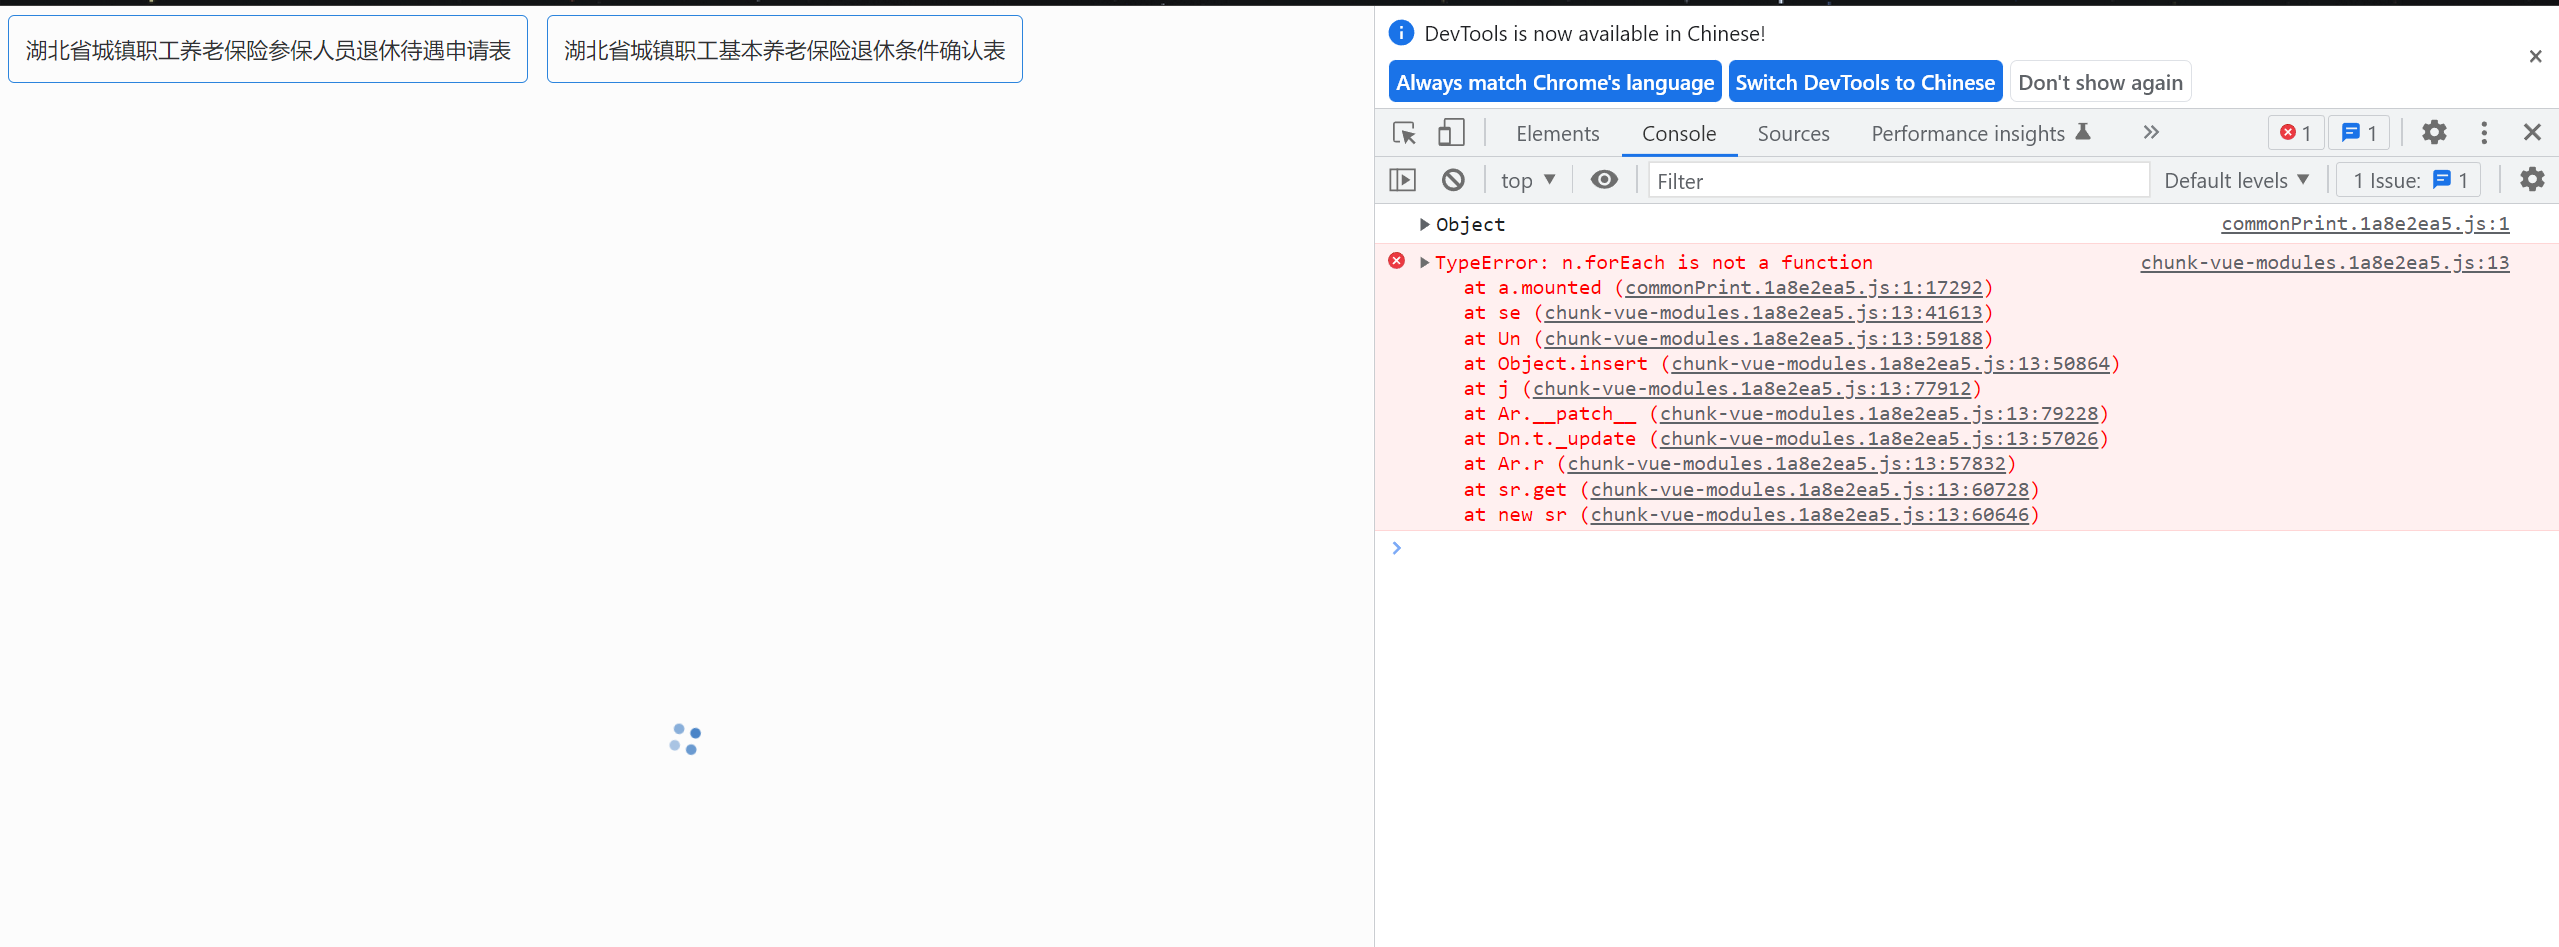 湖北省城镇职工养老保险参保人员退休待遇申请表
湖北省城镇职工基本养老保险退休条件确认表
DevTools is now available in Chinese!
Always match Chrome's language
Switch DevTools to Chinese
Don't show again
Elements
Console
Sources
Performance insights
1
1
top
Filter
Default levels
1 Issue: 1
Object commonPrint.1a8e2ea5.js:1
TypeError: n.forEach is not a function chunk-vue-modules.1a8e2ea5.js:13
at a.mounted (commonPrint.1a8e2ea5.js:1:17292)
at se (chunk-vue-modules.1a8e2ea5.js:13:41613)
at Un (chunk-vue-modules.1a8e2ea5.js:13:59188)
at Object.insert (chunk-vue-modules.1a8e2ea5.js:13:50864)
at j (chunk-vue-modules.1a8e2ea5.js:13:77912)
at Ar.__patch__ (chunk-vue-modules.1a8e2ea5.js:13:79228)
at Dn.t._update (chunk-vue-modules.1a8e2ea5.js:13:57026)
at Ar.r (chunk-vue-modules.1a8e2ea5.js:13:57832)
at sr.get (chunk-vue-modules.1a8e2ea5.js:13:60728)
at new sr (chunk-vue-modules.1a8e2ea5.js:13:60646)